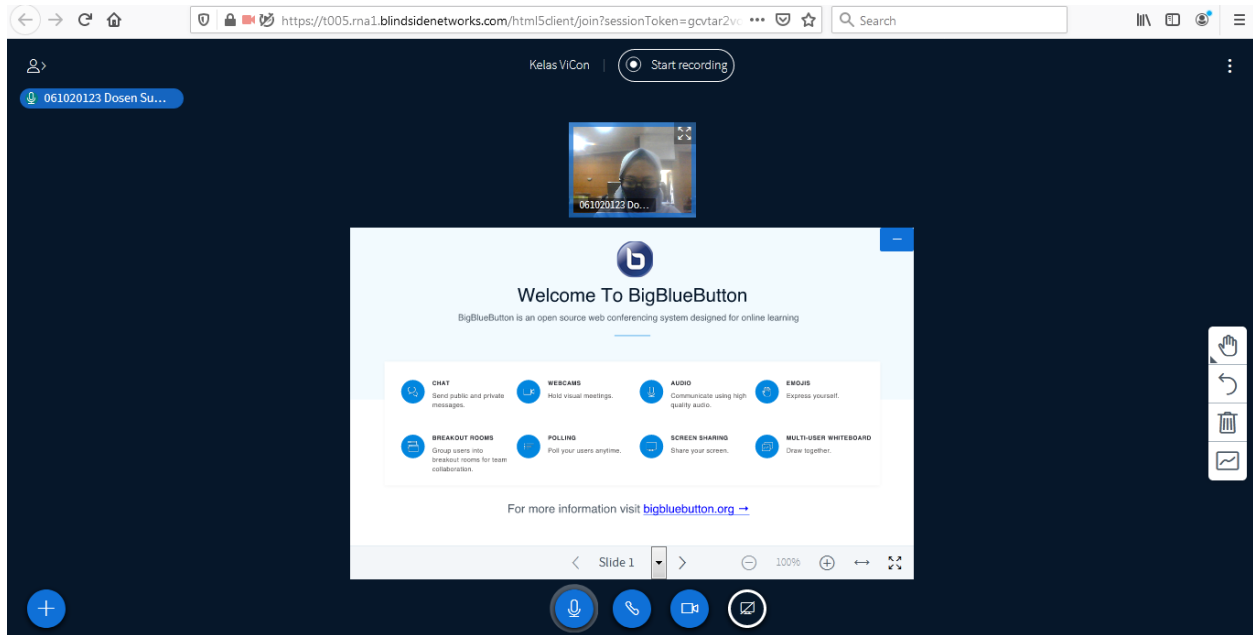 https://t005.rna1.blindsidenetworks.com/html5client/join?sessionToken=gcvtar2v
Search
Kelas ViCon
Start recording
061020123 Dosen Su...
061020123 Do...
b
Welcome To BigBlueButton
BigBlueButton is an open source web conferencing system designed for online learning
CHAT
Send public and private
messages.
WEBCAMS
Hold visual meetings.
AUDIO
Communicate using high
quality audio.
EMOJIS
Express yourself.
BREAKOUT ROOMS
Group users into
breakout rooms for team
collaboration.
POLLING
Poll your users anytime.
SCREEN SHARING
Share your screen.
MULTI-USER WHITEBOARD
Draw together.
For more information visit bigbluebutton.org →
Slide 1
100%